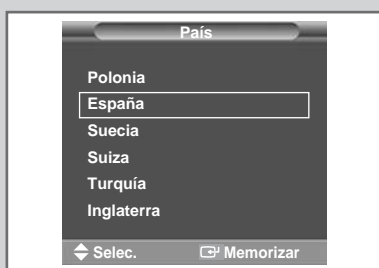 País
Polonia
España
Suecia
Suiza
Turquía
Inglaterra
Selec. Memorizar